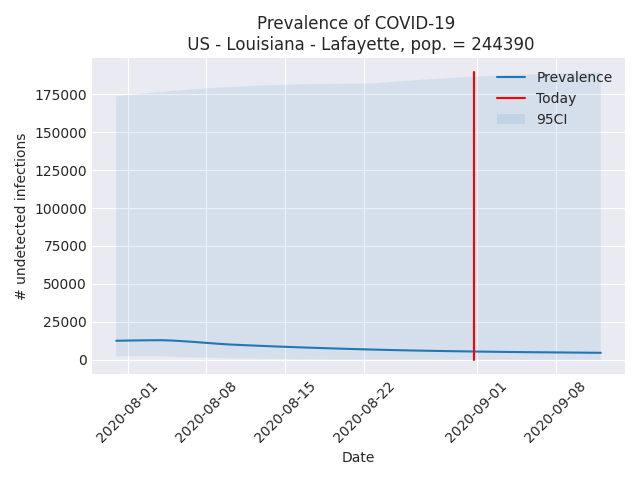 Prevalence of COVID-19
US - Louisiana - Lafayette, pop. = 244390
Prevalence
Today
95CI
# undetected infections
175000
150000
125000
100000
75000
50000
25000
0
2020-08-01
2020-08-08
2020-08-15
2020-08-22
2020-09-01
2020-09-08
Date